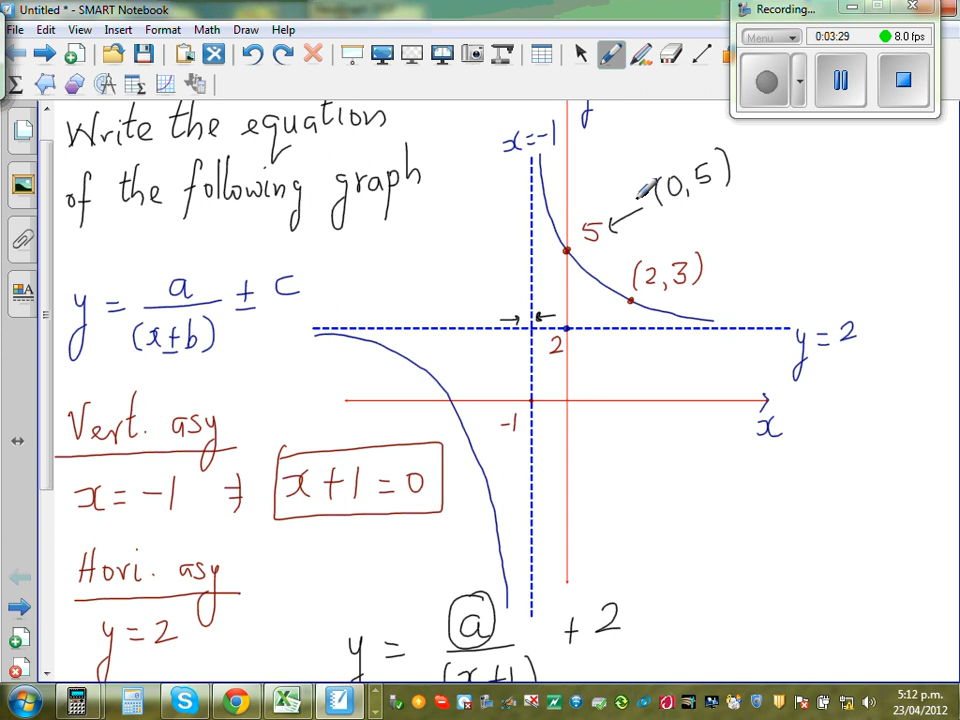 Untitled * - SMART Notebook
Recording...
File Edit View Insert Format Math Draw Help
Menu
0:03:29
8.0 fps
Write the equation
of the following graph
y = a/(x±b) ± c
Vert. asy
x = -1 ⇒ x+1=0
Hori. asy
y=2
y = a/(x+1) + 2
y
x=-1
(0,5)
5
(2,3)
2
y = 2
-1
x
5:12 p.m.
23/04/2012